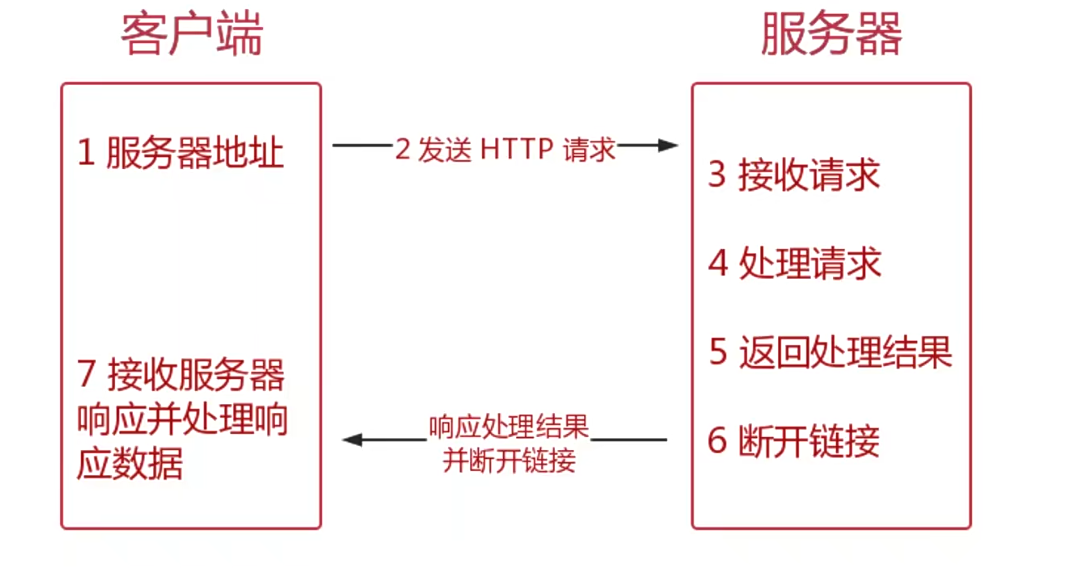 客户端
服务器
1 服务器地址
2 发送 HTTP 请求
3 接收请求
4 处理请求
5 返回处理结果
6 断开链接
响应处理结果
并断开链接
7 接收服务器
响应并处理响
应数据